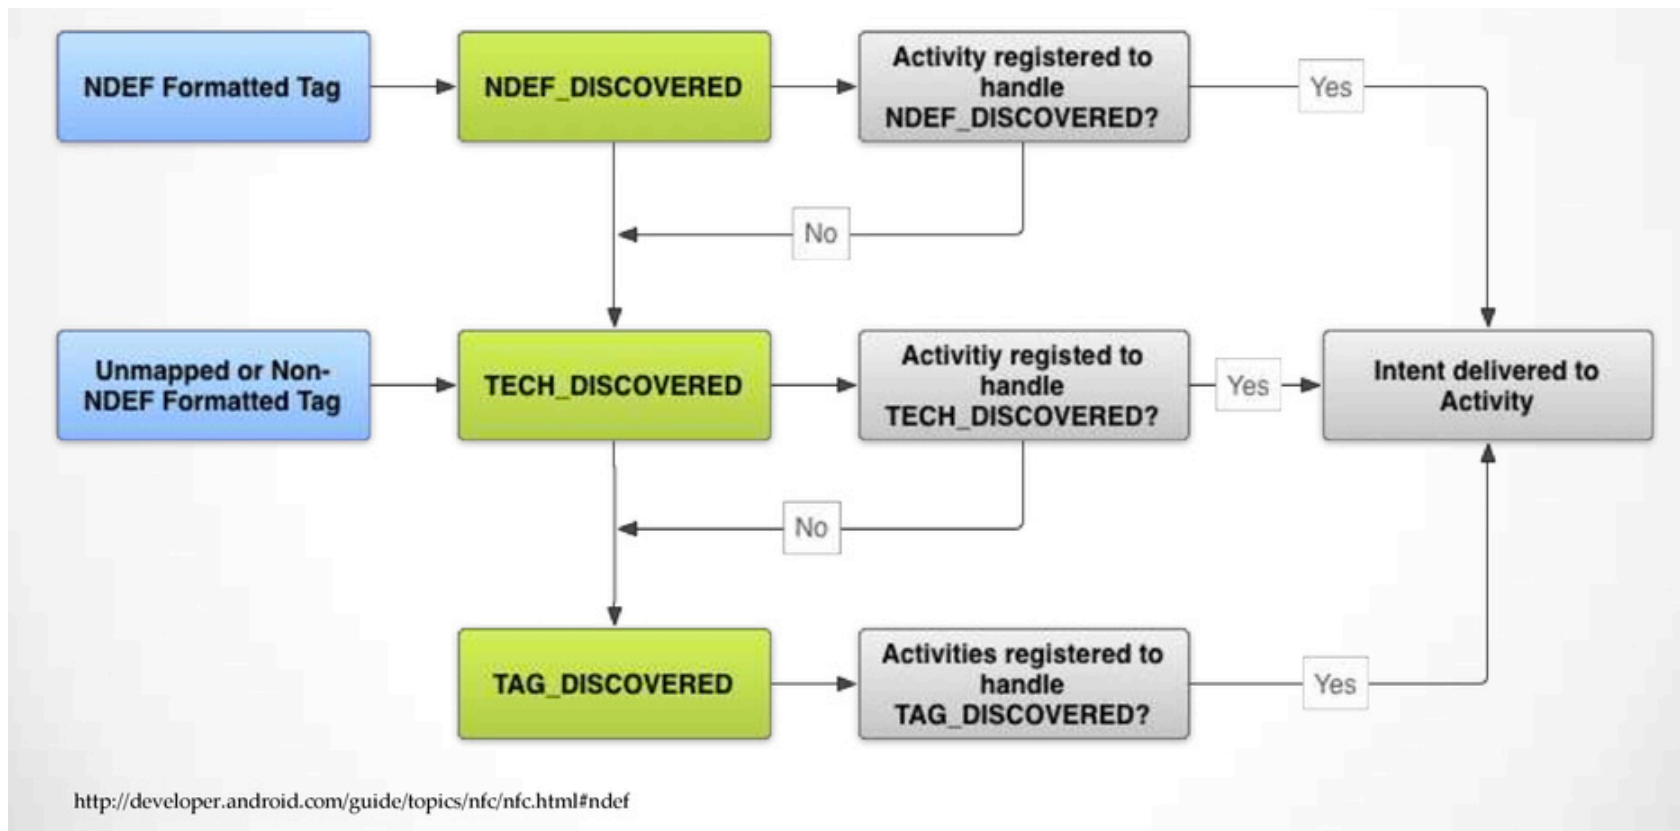 NDEF Formatted Tag
NDEF_DISCOVERED
Activity registered to
handle
NDEF_DISCOVERED?
Yes
No
Unmapped or Non-
NDEF Formatted Tag
TECH_DISCOVERED
Activitiy registed to
handle
TECH_DISCOVERED?
Yes
Intent delivered to
Activity
No
TAG_DISCOVERED
Activities registered to
handle
TAG_DISCOVERED?
Yes
http://developer.android.com/guide/topics/nfc/nfc.html#ndef